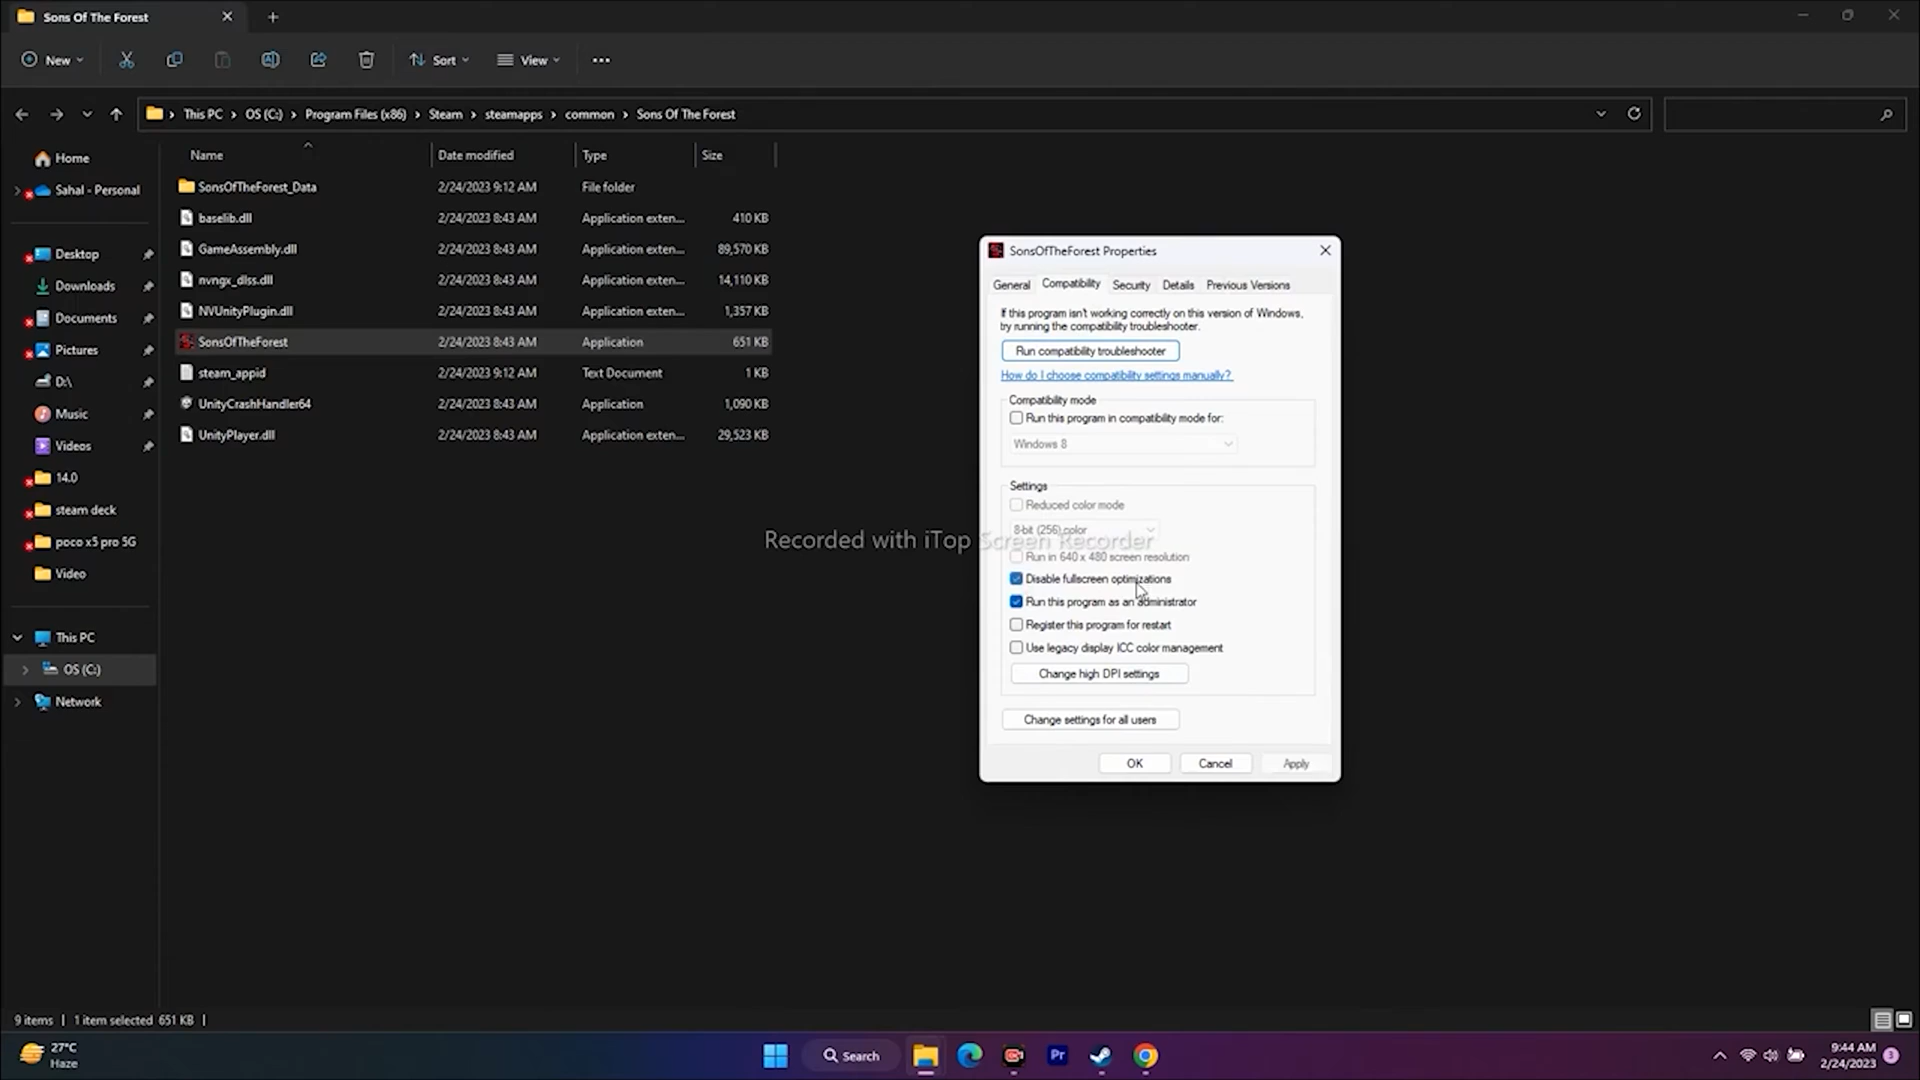 Sons Of The Forest
New
Sort
View
This PC
OS (C:)
Program Files (x86)
Steam
steamapps
common
Sons Of The Forest
Home
Sahal - Personal
Desktop
Downloads
Documents
Pictures
D:\
Music
Videos
14.0
steam deck
poco x5 pro 5G
Video
This PC
OS (C:)
Network
Name Date modified Type Size
SonsOfTheForest_Data 2/24/2023 9:12 AM File folder
baselib.dll 2/24/2023 8:43 AM Application exten... 410 KB
GameAssembly.dll 2/24/2023 8:43 AM Application exten... 89,570 KB
nvngx_dlss.dll 2/24/2023 8:43 AM Application exten... 14,110 KB
NVUnityPlugin.dll 2/24/2023 8:43 AM Application exten... 1,357 KB
SonsOfTheForest 2/24/2023 8:43 AM Application 651 KB
steam_appid 2/24/2023 9:12 AM Text Document 1 KB
UnityCrashHandler64 2/24/2023 8:43 AM Application 1,090 KB
UnityPlayer.dll 2/24/2023 8:43 AM Application exten... 29,523 KB
SonsOfTheForest Properties
General Compatibility Security Details Previous Versions
If this program isn't working correctly on this version of Windows,
try running the compatibility troubleshooter.
Run compatibility troubleshooter
How do I choose compatibility settings manually?
Compatibility mode
Run this program in compatibility mode for:
Windows 8
Settings
Reduced color mode
8-bit (256) color
Recorded with iTop Screen Recorder
Run in 640 x 480 screen resolution
Disable fullscreen optimizations
Run this program as an administrator
Register this program for restart
Use legacy display ICC color management
Change high DPI settings
Change settings for all users
OK Cancel Apply
9 items 1 item selected 651 KB
27°C
Haze
Search
Pr
9:44 AM
2/24/2023
3